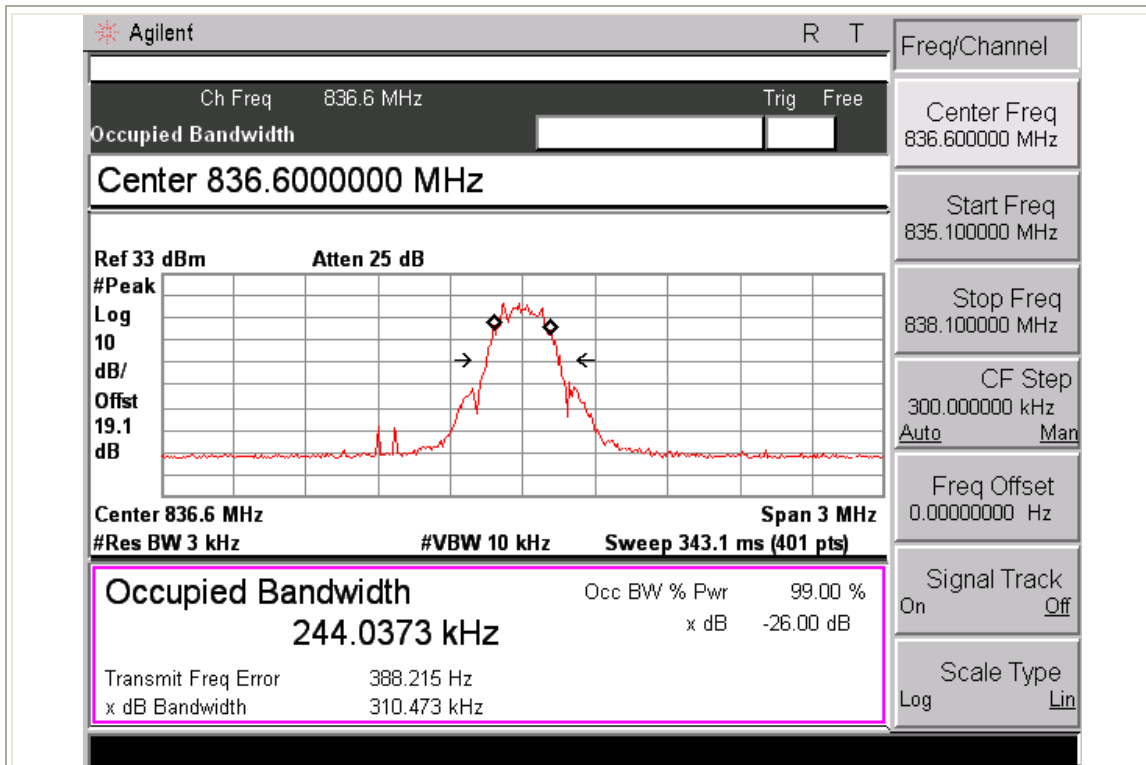 Agilent R T
Ch Freq 836.6 MHz Trig Free
Occupied Bandwidth
Center 836.6000000 MHz
Ref 33 dBm Atten 25 dB
#Peak
Log
10
dB/
Offst
19.1
dB
Center 836.6 MHz Span 3 MHz
#Res BW 3 kHz #VBW 10 kHz Sweep 343.1 ms (401 pts)
Occupied Bandwidth Occ BW % Pwr 99.00 %
244.0373 kHz x dB -26.00 dB
Transmit Freq Error 388.215 Hz
x dB Bandwidth 310.473 kHz
Freq/Channel
Center Freq
836.600000 MHz
Start Freq
835.100000 MHz
Stop Freq
838.100000 MHz
CF Step
300.000000 kHz
Auto Man
Freq Offset
0.00000000 Hz
Signal Track
On Off
Scale Type
Log Lin